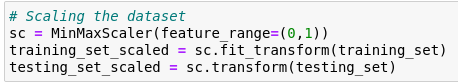 # Scaling the dataset
sc = MinMaxScaler(feature_range=(0,1))
training_set_scaled = sc.fit_transform(training_set)
testing_set_scaled = sc.transform(testing_set)